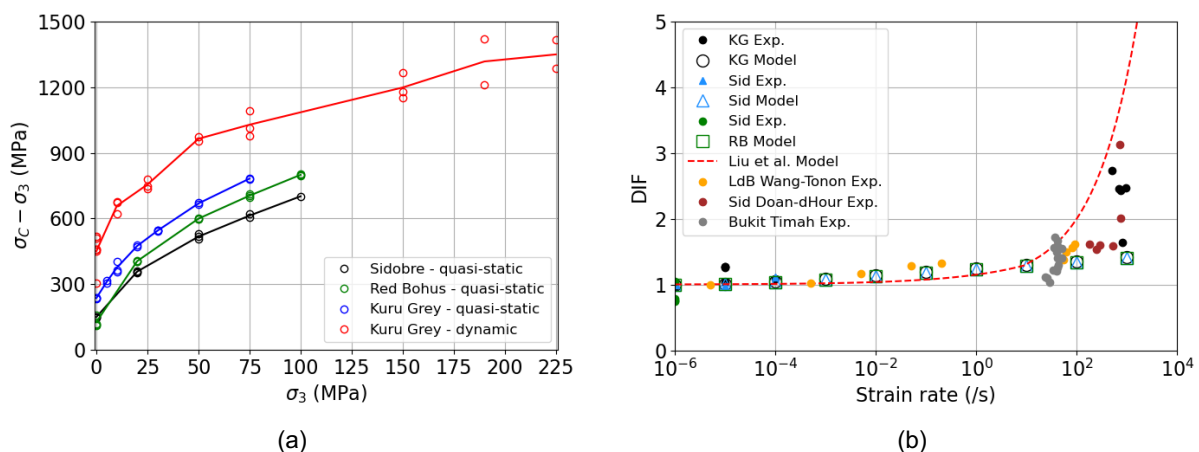 1500
1200
900
600
300
0
σC − σ3 (MPa)
Sidobre - quasi-static
Red Bohus - quasi-static
Kuru Grey - quasi-static
Kuru Grey - dynamic
0 25 50 75 100 125 150 175 200 225
σ3 (MPa)
(a)
5
4
3
2
1
0
DIF
KG Exp.
KG Model
Sid Exp.
Sid Model
Sid Exp.
RB Model
Liu et al. Model
LdB Wang-Tonon Exp.
Sid Doan-dHour Exp.
Bukit Timah Exp.
10⁻⁶ 10⁻⁴ 10⁻² 10⁰ 10² 10⁴
Strain rate (/s)
(b)